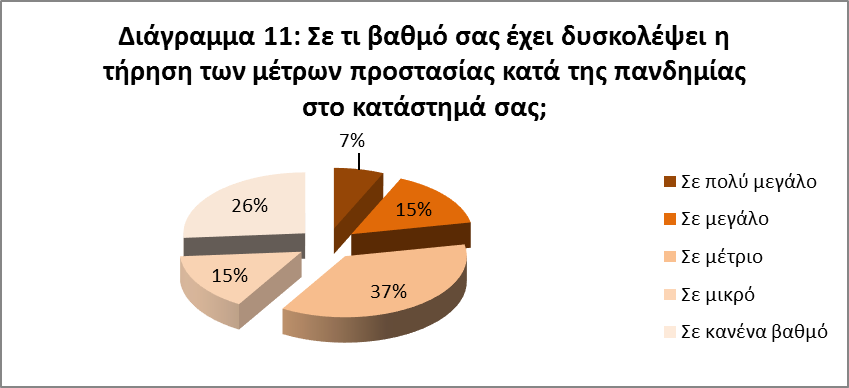 Διάγραμμα 11: Σε τι βαθμό σας έχει δυσκολέψει η
τήρηση των μέτρων προστασίας κατά της πανδημίας
στο κατάστημά σας;
7%
15%
37%
15%
26%
Σε πολύ μεγάλο
Σε μεγάλο
Σε μέτριο
Σε μικρό
Σε κανένα βαθμό